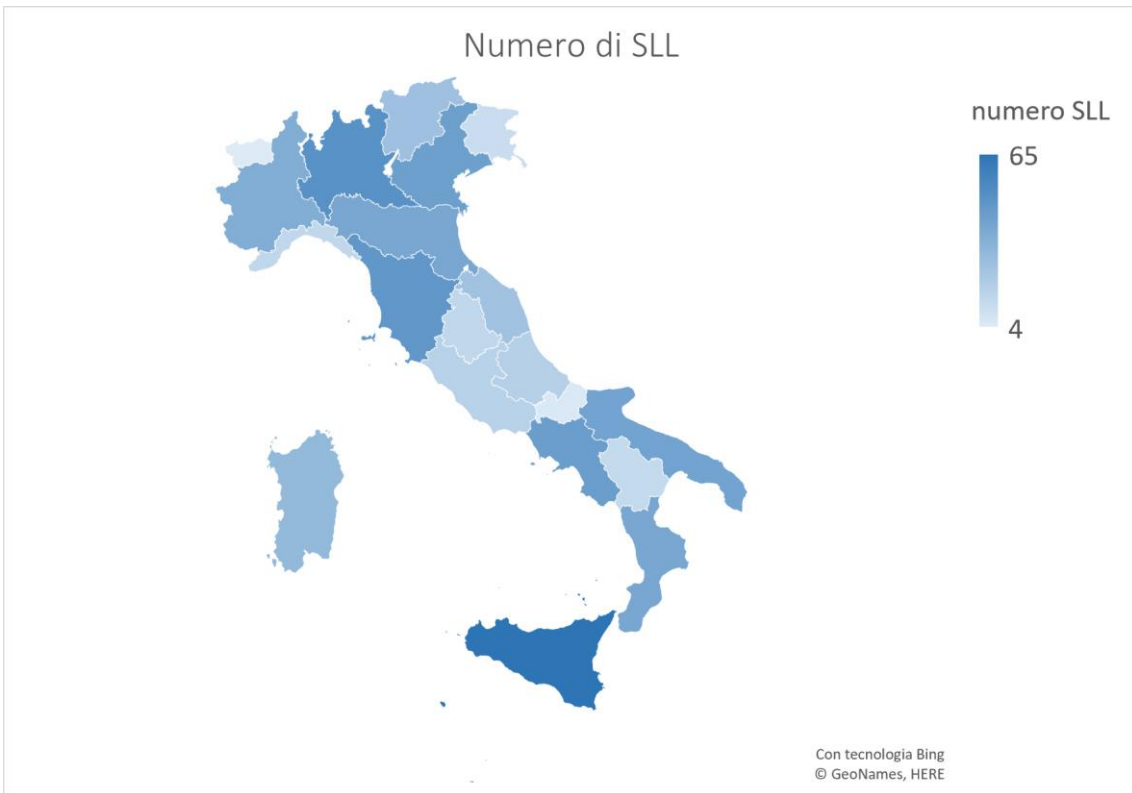 Numero di SLL
numero SLL
65
4
Con tecnologia Bing
© GeoNames, HERE